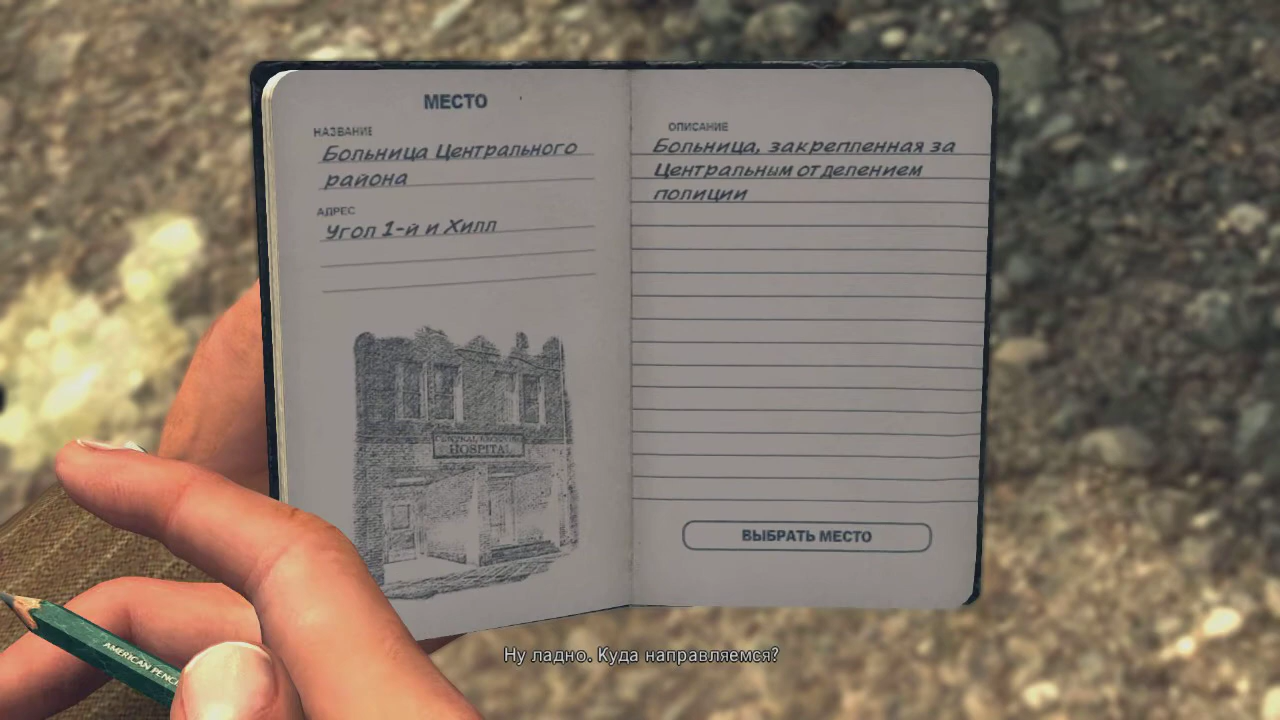 МЕСТО
НАЗВАНИЕ
Больница Центрального
района
АДРЕС
Угол 1-й и Хилл
HOSPITAL
ОПИСАНИЕ
Больница, закрепленная за
Центральным отделением
полиции
ВЫБРАТЬ МЕСТО
AMERICAN
Ну ладно. Куда направляемся?